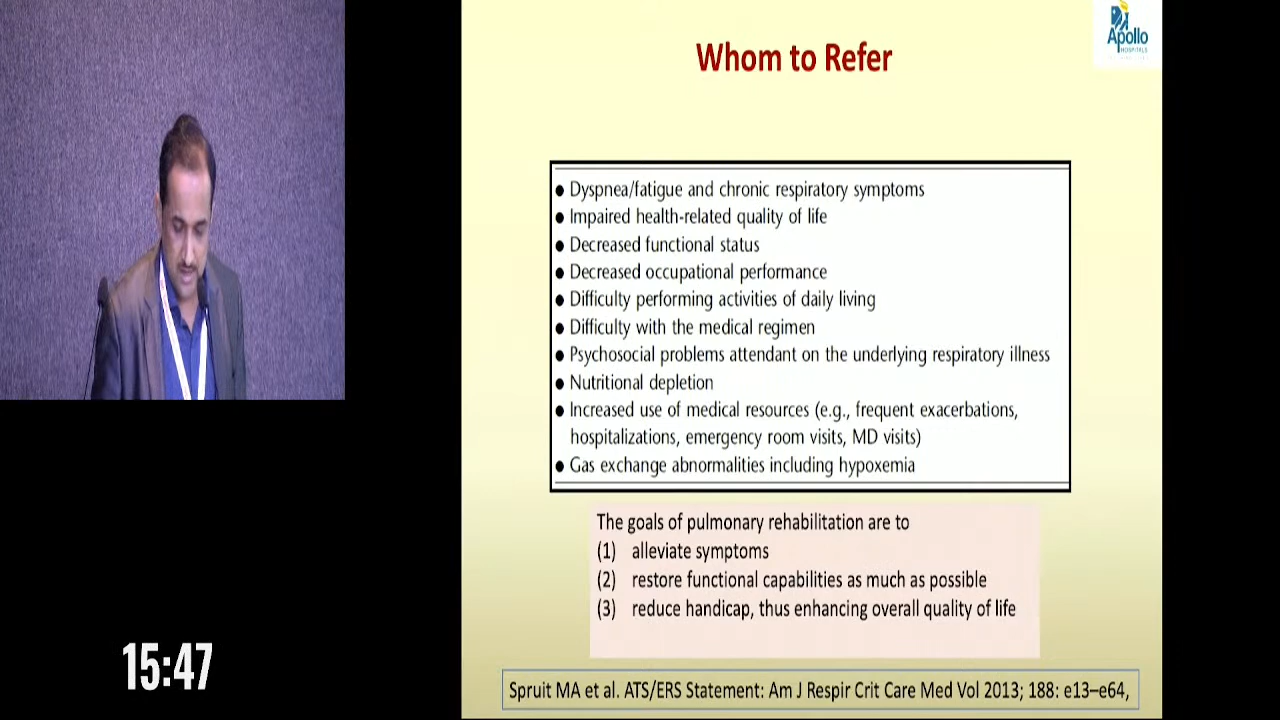 Whom to Refer
Apollo
HOSPITALS
● Dyspnea/fatigue and chronic respiratory symptoms
● Impaired health-related quality of life
● Decreased functional status
● Decreased occupational performance
● Difficulty performing activities of daily living
● Difficulty with the medical regimen
● Psychosocial problems attendant on the underlying respiratory illness
● Nutritional depletion
● Increased use of medical resources (e.g., frequent exacerbations,
hospitalizations, emergency room visits, MD visits)
● Gas exchange abnormalities including hypoxemia
The goals of pulmonary rehabilitation are to
(1) alleviate symptoms
(2) restore functional capabilities as much as possible
(3) reduce handicap, thus enhancing overall quality of life
15:47
Spruit MA et al. ATS/ERS Statement: Am J Respir Crit Care Med Vol 2013; 188: e13–e64,